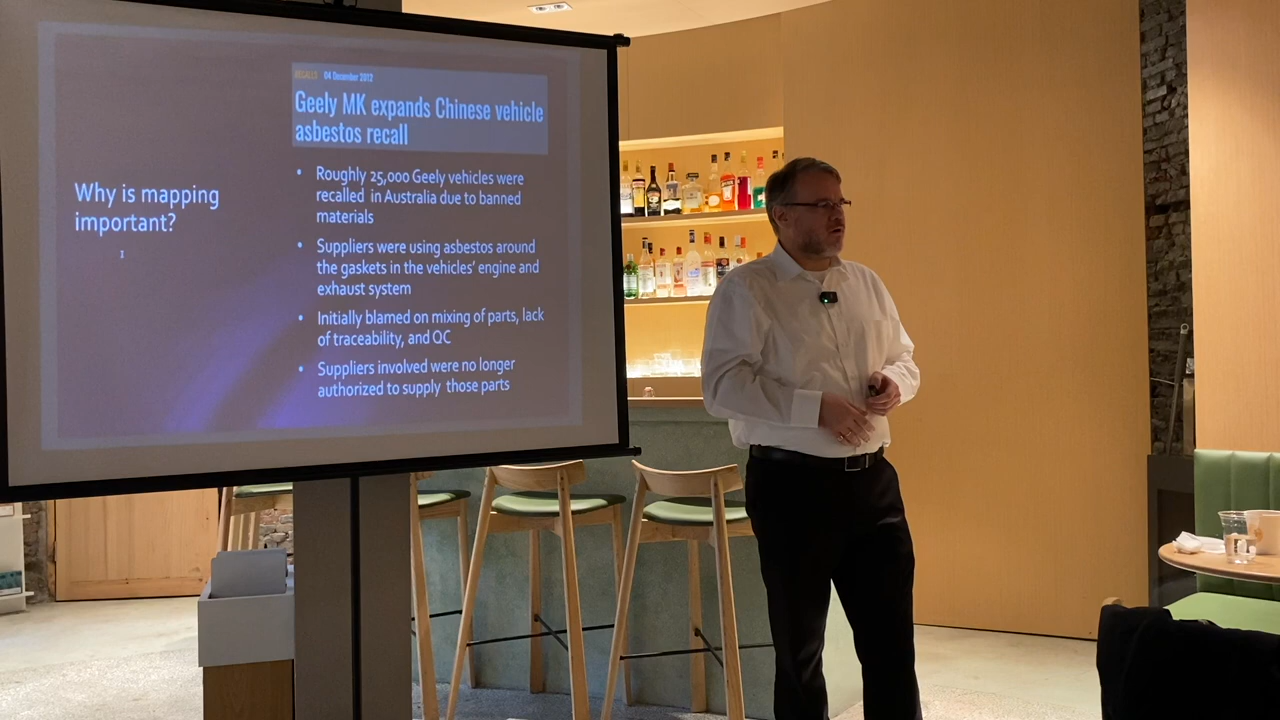 Why is mapping
important?
RECALLS 04 December 2012
Geely MK expands Chinese vehicle
asbestos recall
• Roughly 25,000 Geely vehicles were
recalled in Australia due to banned
materials
• Suppliers were using asbestos around
the gaskets in the vehicles' engine and
exhaust system
• Initially blamed on mixing of parts, lack
of traceability, and QC
• Suppliers involved were no longer
authorized to supply those parts